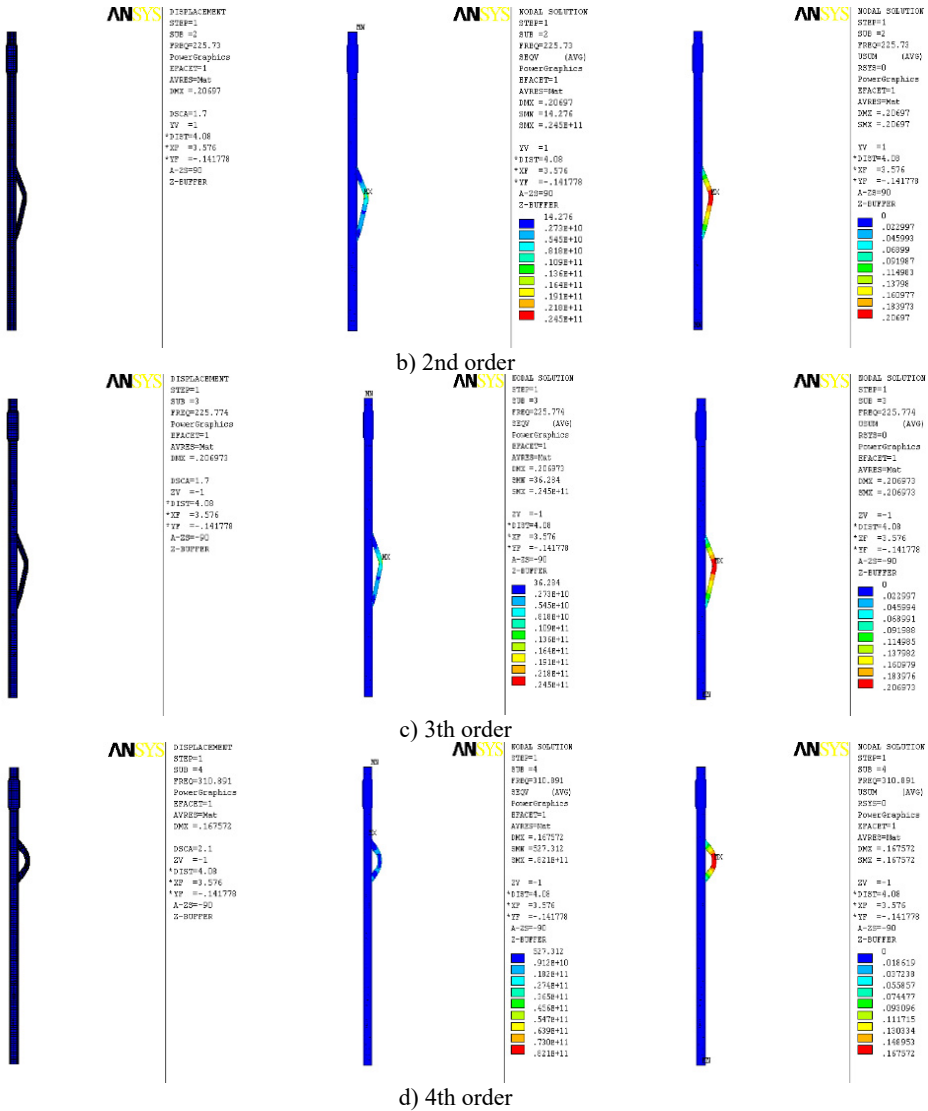 ANSYS
DISPLACEMENT
STEP=1
SUB =2
FREQ=225.73
PowerGraphics
EFACET=1
AVRES=Mat
DMX =.20697
DSCA=1.7
YV =1
*DIST=4.08
*XF =3.576
*YF =-.141778
A-ZS=90
Z-BUFFER
MN
MX
ANSYS
NODAL SOLUTION
STEP=1
SUB =2
FREQ=225.73
SEQV (AVG)
PowerGraphics
EFACET=1
AVRES=Mat
DMX =.20697
SMN =14.276
SMX =.245E+11
YV =1
*DIST=4.08
*XF =3.576
*YF =-.141778
A-ZS=90
Z-BUFFER
14.276
.273E+10
.545E+10
.818E+10
.109E+11
.136E+11
.164E+11
.191E+11
.218E+11
.245E+11
MX
ANSYS
NODAL SOLUTION
STEP=1
SUB =2
FREQ=225.73
USUM (AVG)
RSYS=0
PowerGraphics
EFACET=1
AVRES=Mat
DMX =.20697
SMX =.20697
YV =1
*DIST=4.08
*XF =3.576
*YF =-.141778
A-ZS=90
Z-BUFFER
0
.022997
.045993
.06899
.091987
.114983
.13798
.160977
.183973
.20697
b) 2nd order
ANSYS
DISPLACEMENT
STEP=1
SUB =3
FREQ=225.774
PowerGraphics
EFACET=1
AVRES=Mat
DMX =.206973
DSCA=1.7
ZV =-1
*DIST=4.08
*XF =3.576
*YF =-.141778
A-ZS=-90
Z-BUFFER
MN
MX
ANSYS
NODAL SOLUTION
STEP=1
SUB =3
FREQ=225.774
SEQV (AVG)
PowerGraphics
EFACET=1
AVRES=Mat
DMX =.206973
SMN =36.284
SMX =.245E+11
ZV =-1
*DIST=4.08
*XF =3.576
*YF =-.141778
A-ZS=-90
Z-BUFFER
36.284
.273E+10
.545E+10
.818E+10
.109E+11
.136E+11
.164E+11
.191E+11
.218E+11
.245E+11
MX
MN
ANSYS
NODAL SOLUTION
STEP=1
SUB =3
FREQ=225.774
USUM (AVG)
RSYS=0
PowerGraphics
EFACET=1
AVRES=Mat
DMX =.206973
SMX =.206973
ZV =-1
*DIST=4.08
*XF =3.576
*YF =-.141778
A-ZS=-90
Z-BUFFER
0
.022997
.045994
.068991
.091988
.114985
.137982
.160979
.183976
.206973
c) 3th order
ANSYS
DISPLACEMENT
STEP=1
SUB =4
FREQ=310.891
PowerGraphics
EFACET=1
AVRES=Mat
DMX =.167572
DSCA=2.1
ZV =-1
*DIST=4.08
*XF =3.576
*YF =-.141778
A-ZS=-90
Z-BUFFER
MN
ANSYS
NODAL SOLUTION
STEP=1
SUB =4
FREQ=310.891
SEQV (AVG)
PowerGraphics
EFACET=1
AVRES=Mat
DMX =.167572
SMN =527.312
SMX =.821E+11
ZV =-1
*DIST=4.08
*XF =3.576
*YF =-.141778
A-ZS=-90
Z-BUFFER
527.312
.912E+10
.182E+11
.274E+11
.365E+11
.456E+11
.547E+11
.639E+11
.730E+11
.821E+11
MX
MN
ANSYS
NODAL SOLUTION
STEP=1
SUB =4
FREQ=310.891
USUM (AVG)
RSYS=0
PowerGraphics
EFACET=1
AVRES=Mat
DMX =.167572
SMX =.167572
ZV =-1
*DIST=4.08
*XF =3.576
*YF =-.141778
A-ZS=-90
Z-BUFFER
0
.018619
.037238
.055857
.074477
.093096
.111715
.130334
.148953
.167572
d) 4th order